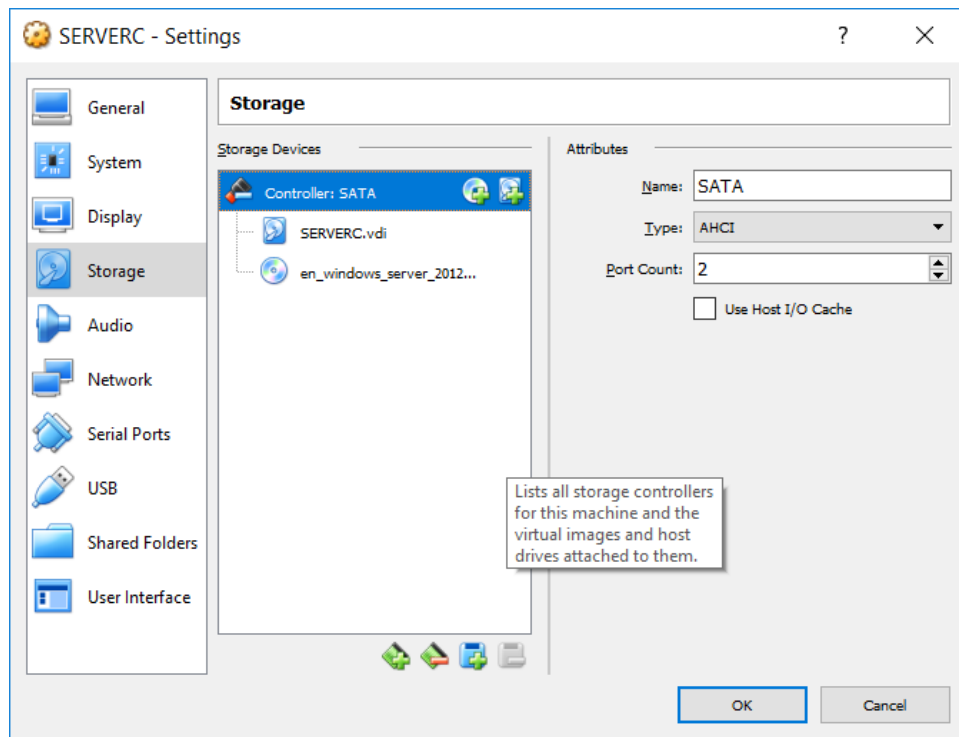 SERVERC - Settings
?
General
System
Display
Storage
Audio
Network
Serial Ports
USB
Shared Folders
User Interface
Storage
Storage Devices
Controller: SATA
SERVERC.vdi
en_windows_server_2012...
Attributes
Name: SATA
Type: AHCI
Port Count: 2
Use Host I/O Cache
Lists all storage controllers
for this machine and the
virtual images and host
drives attached to them.
OK
Cancel